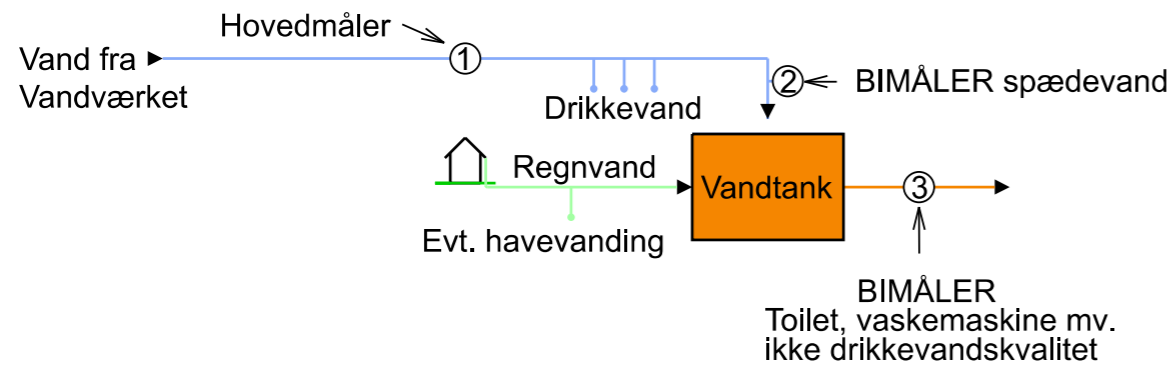 Hovedmåler
Vand fra
Vandværket
1
2
BIMÅLER spædevand
Drikkevand
Regnvand
Vandtank
3
Evt. havevanding
BIMÅLER
Toilet, vaskemaskine mv.
ikke drikkevandskvalitet